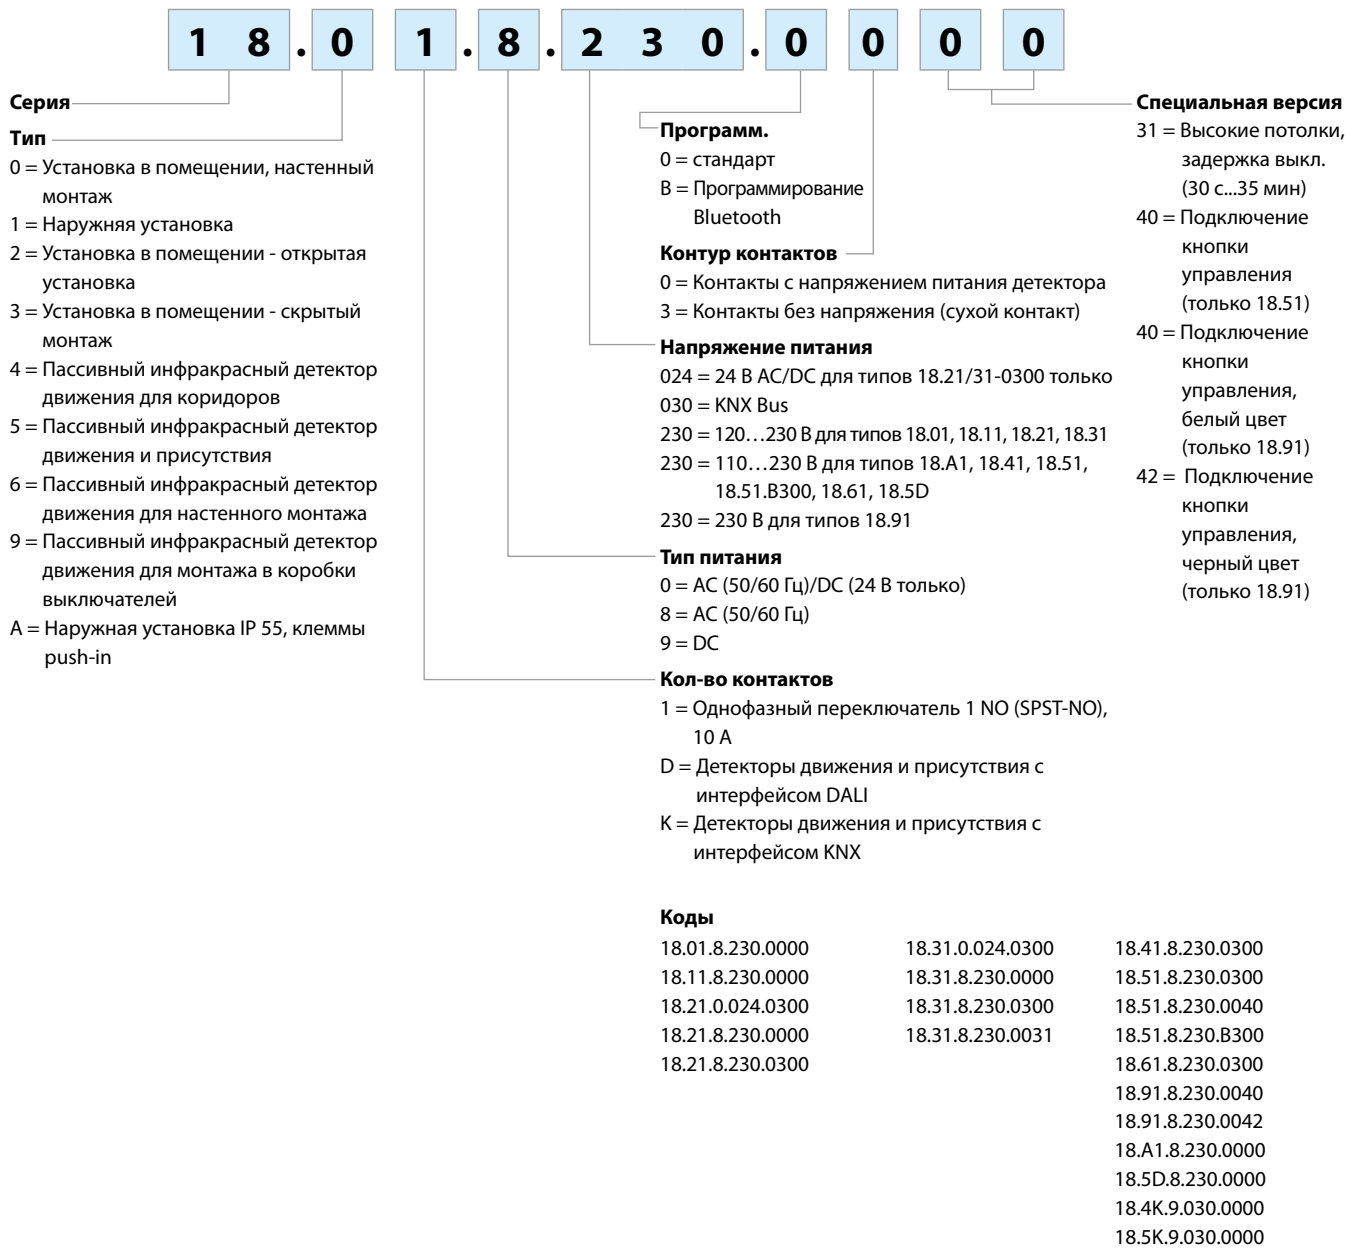 18.01.8.230.0000
Серия
Тип
0 = Установка в помещении, настенный
монтаж
1 = Наружняя установка
2 = Установка в помещении - открытая
установка
3 = Установка в помещении - скрытый
монтаж
4 = Пассивный инфракрасный детектор
движения для коридоров
5 = Пассивный инфракрасный детектор
движения и присутствия
6 = Пассивный инфракрасный детектор
движения для настенного монтажа
9 = Пассивный инфракрасный детектор
движения для монтажа в коробки
выключателей
A = Наружная установка IP 55, клеммы
push-in
Программ.
0 = стандарт
B = Программирование
Bluetooth
Контур контактов
0 = Контакты с напряжением питания детектора
3 = Контакты без напряжения (сухой контакт)
Напряжение питания
024 = 24 В AC/DC для типов 18.21/31-0300 только
030 = KNX Bus
230 = 120…230 В для типов 18.01, 18.11, 18.21, 18.31
230 = 110…230 В для типов 18.A1, 18.41, 18.51,
18.51.B300, 18.61, 18.5D
230 = 230 В для типов 18.91
Тип питания
0 = AC (50/60 Гц)/DC (24 В только)
8 = AC (50/60 Гц)
9 = DC
Кол-во контактов
1 = Однофазный переключатель 1 NO (SPST-NO),
10 A
D = Детекторы движения и присутствия с
интерфейсом DALI
K = Детекторы движения и присутствия с
интерфейсом KNX
Специальная версия
31 = Высокие потолки,
задержка выкл.
(30 с...35 мин)
40 = Подключение
кнопки
управления
(только 18.51)
40 = Подключение
кнопки
управления,
белый цвет
(только 18.91)
42 = Подключение
кнопки
управления,
черный цвет
(только 18.91)
Коды
18.01.8.230.0000
18.11.8.230.0000
18.21.0.024.0300
18.21.8.230.0000
18.21.8.230.0300
18.31.0.024.0300
18.31.8.230.0000
18.31.8.230.0300
18.31.8.230.0031
18.41.8.230.0300
18.51.8.230.0300
18.51.8.230.0040
18.51.8.230.B300
18.61.8.230.0300
18.91.8.230.0040
18.91.8.230.0042
18.A1.8.230.0000
18.5D.8.230.0000
18.4K.9.030.0000
18.5K.9.030.0000